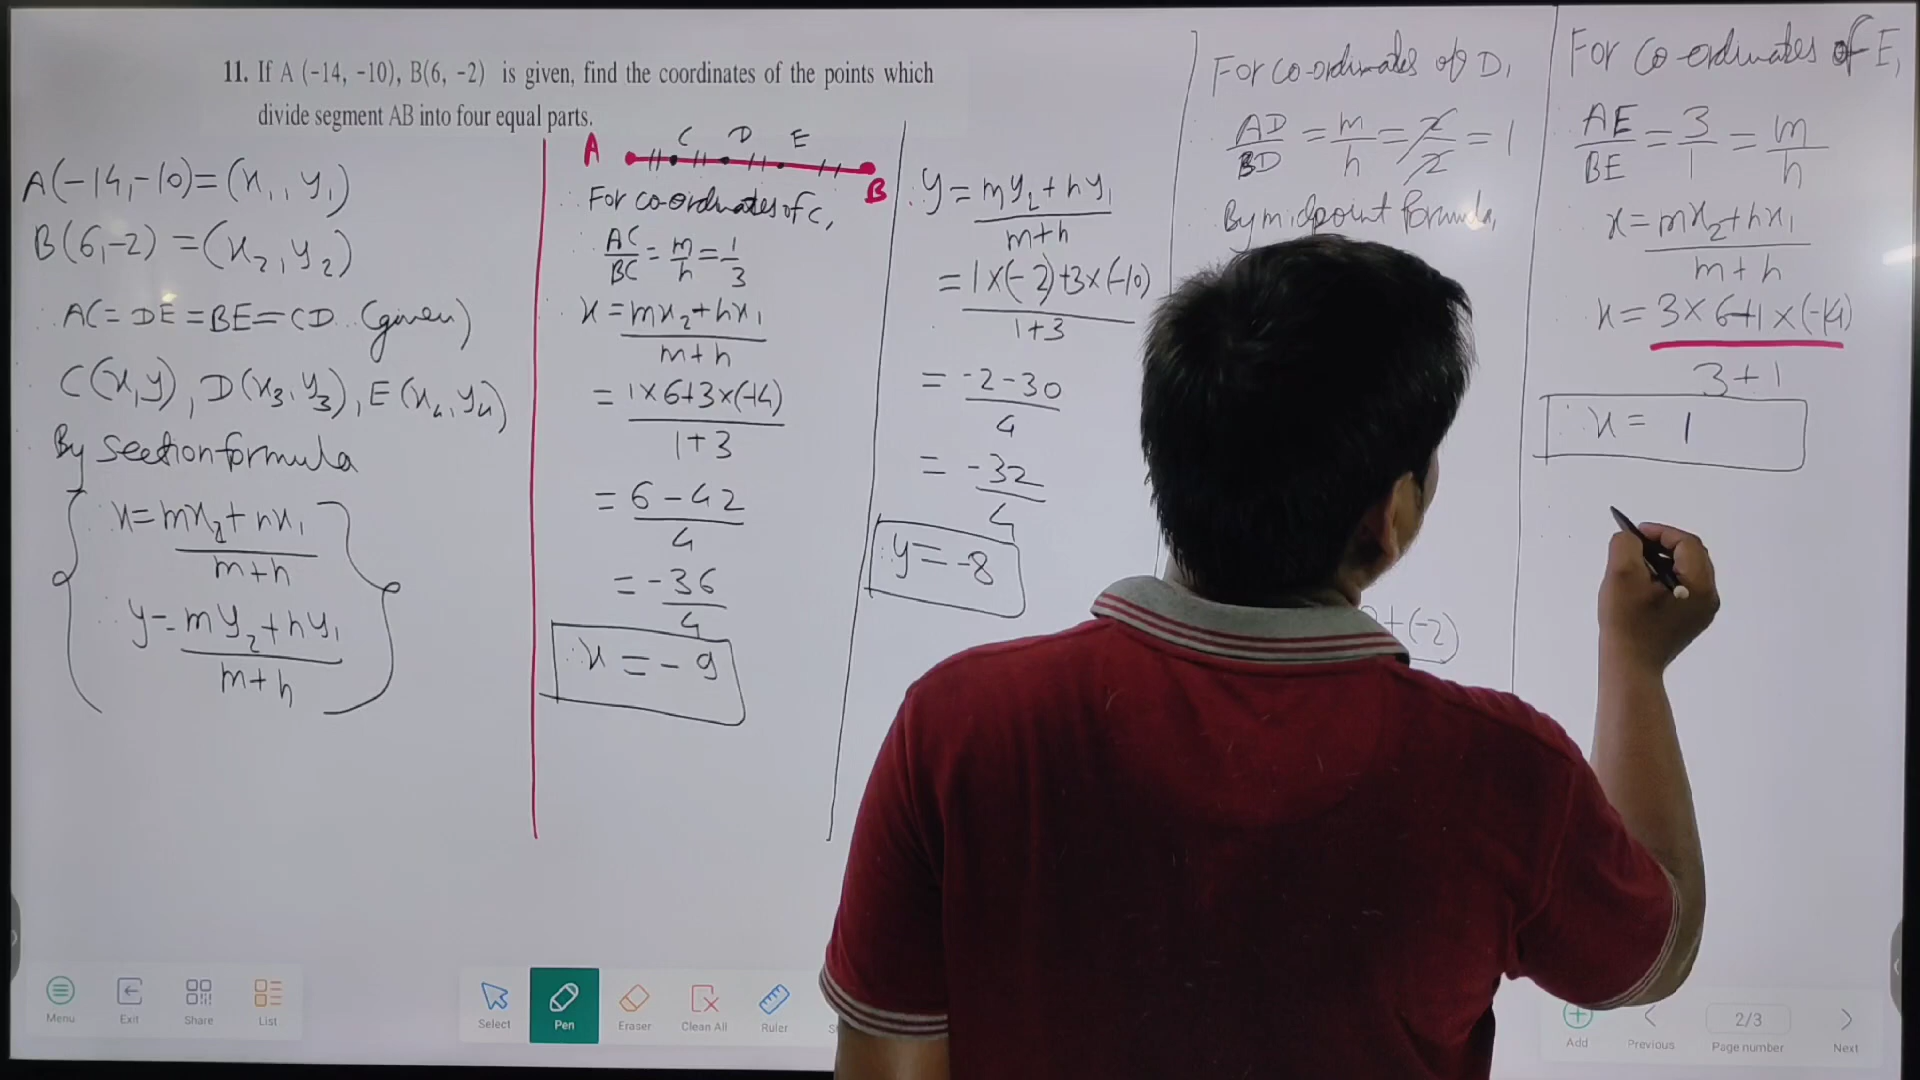 11. If A (-14, -10), B(6, -2) is given, find the coordinates of the points which
divide segment AB into four equal parts.
A(-14,-10)=(x₁, y₁)
B(6,-2) =(x₂, y₂)
∴ AC=DE=BE=CD...(given)
C(x,y), D(x₃,y₃), E(x₄,y₄)
By section formula
∴ x=mx₂+nx₁
m+n
∴ y=my₂+ny₁
m+n
A C D E B
∴ For co-ordinates of C,
AC/BC = m/n = 1/3
x=mx₂+nx₁
m+n
= 1×6+3×(-14)
1+3
= 6-42
4
= -36
4
∴ x = -9
∴ y = my₂+ny₁
m+n
= 1×(-2)+3×(-10)
1+3
= -2-30
4
= -32
4
∴ y = -8
For co-ordinates of D,
AD/BD = m/n = 2/2 = 1
By midpoint formula,
+(-2)
For co-ordinates of E,
AE/BE = 3/1 = m/n
x = mx₂+nx₁
m+n
x = 3×6+1×(-14)
3+1
∴ x = 1
Menu
Exit
Share
List
Select
Pen
Eraser
Clean All
Ruler
Add
Previous
2/3
Page number
Next